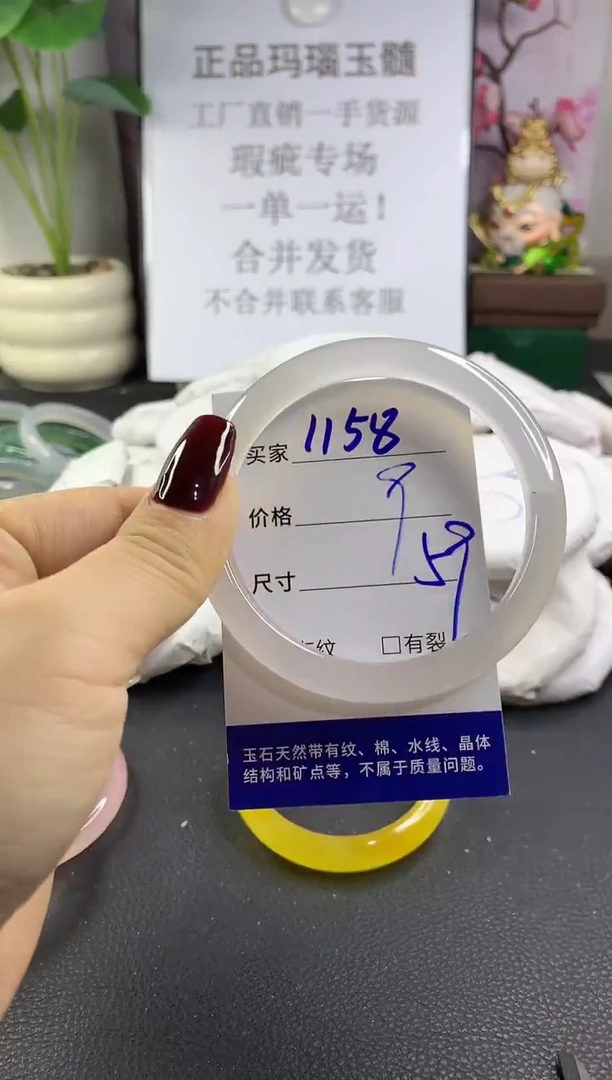 正品玛瑙玉髓
工厂直销一手货源
瑕疵专场
一单一运！
合并发货
不合并联系客服
买家 1158
价格 9
尺寸 59
纹 □有裂
玉石天然带有纹、棉、水线、晶体
结构和矿点等，不属于质量问题。